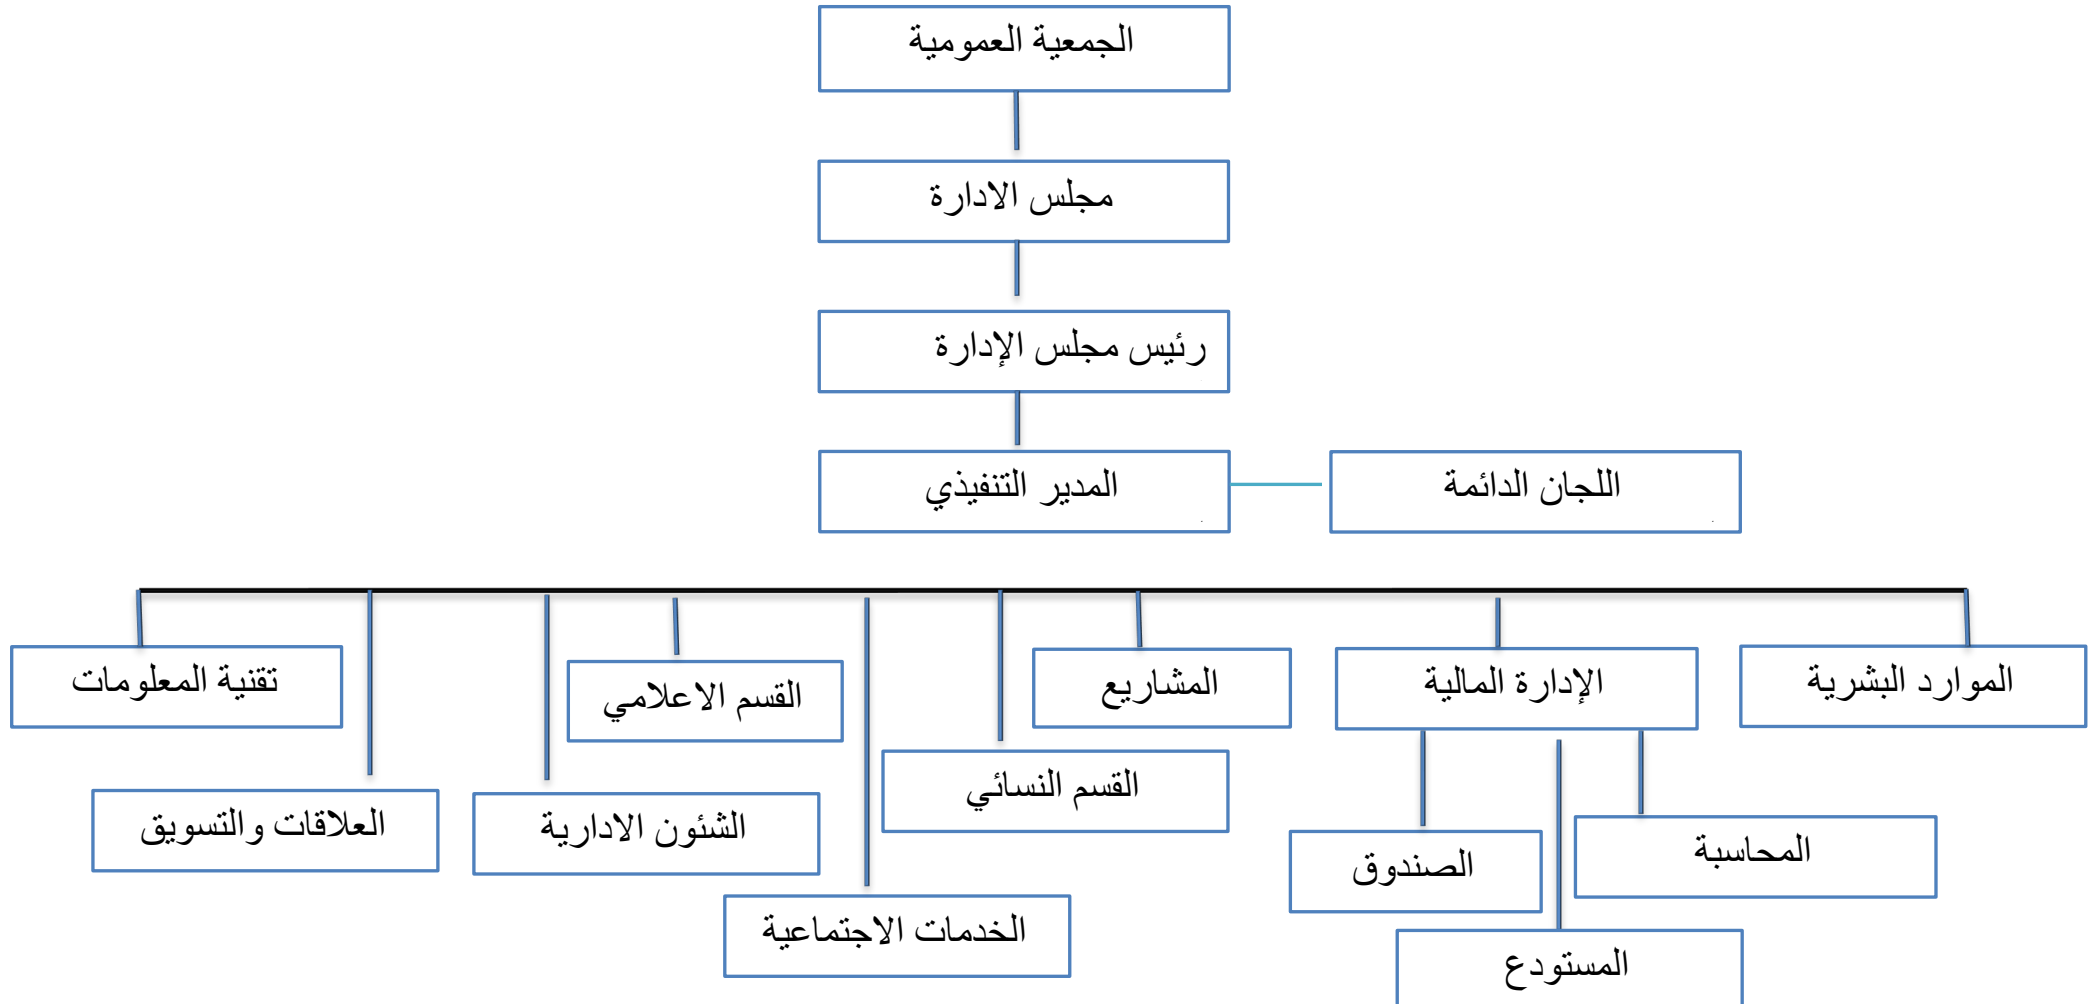 الجمعية العمومية
مجلس الادارة
رئيس مجلس الإدارة
المدير التنفيذي
اللجان الدائمة
الموارد البشرية
الإدارة المالية
المشاريع
القسم الاعلامي
تقنية المعلومات
القسم النسائي
الشئون الادارية
العلاقات والتسويق
المحاسبة
الصندوق
الخدمات الاجتماعية
المستودع